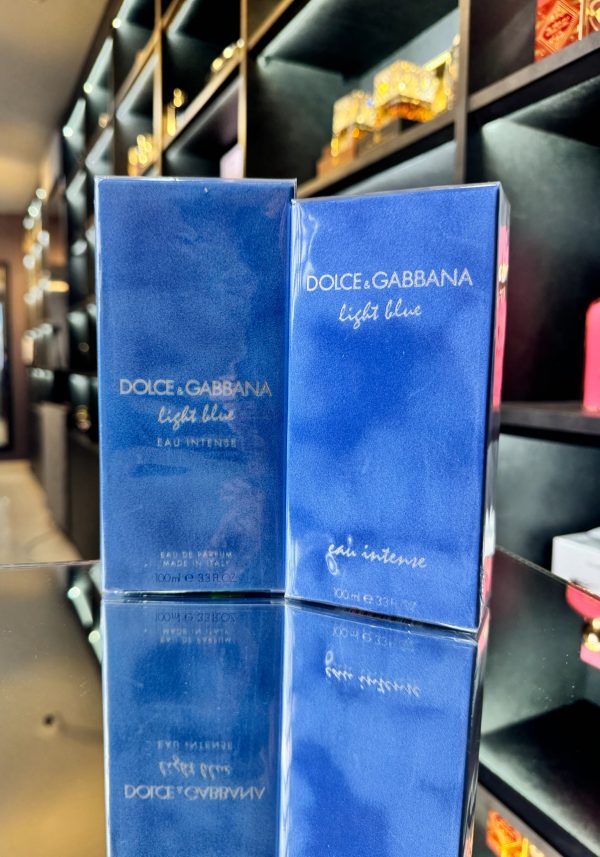 DOLCE & GABBANA
light blue
EAU INTENSE
EAU DE PARFUM
MADE IN ITALY
100ml e 3.3 FL.OZ.
DOLCE & GABBANA
light blue
eau intense
100 ml e 3.3 FL.OZ.